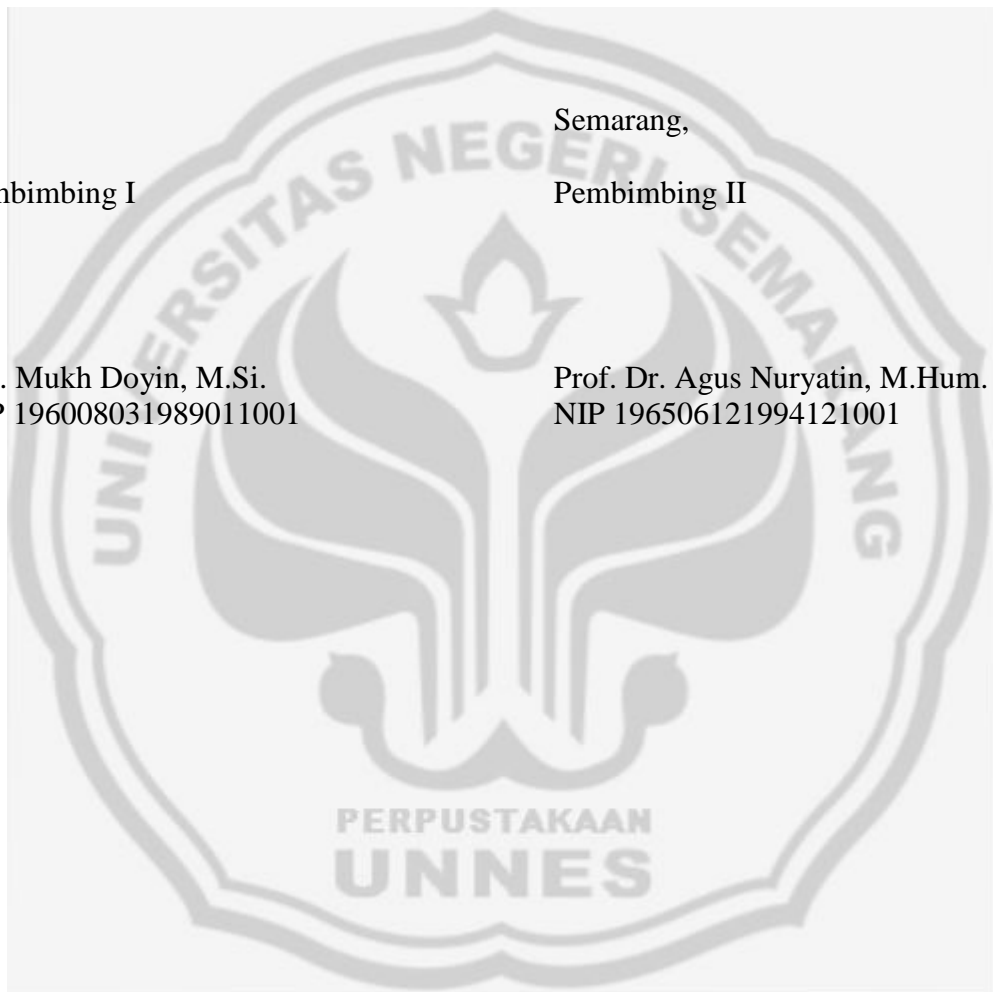 Semarang,
mbimbing I
Pembimbing II
. Mukh Doyin, M.Si.
Prof. Dr. Agus Nuryatin, M.Hum.
P 196008031989011001
NIP 196506121994121001
UNIVERSITAS NEGERI SEMARANG
PERPUSTAKAAN
UNNES